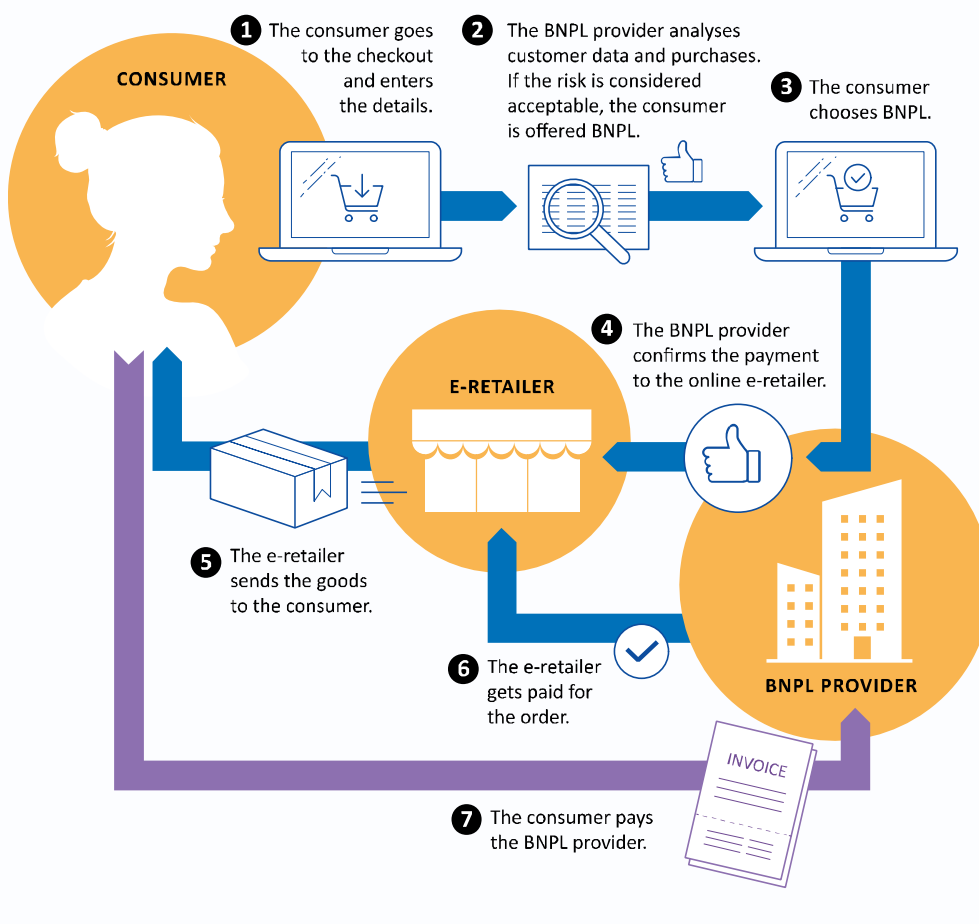 CONSUMER
1 The consumer goes
to the checkout
and enters
the details.
2 The BNPL provider analyses
customer data and purchases.
If the risk is considered
acceptable, the consumer
is offered BNPL.
3 The consumer
chooses BNPL.
4 The BNPL provider
confirms the payment
to the online e-retailer.
E-RETAILER
5 The e-retailer
sends the goods
to the consumer.
6 The e-retailer
gets paid for
the order.
BNPL PROVIDER
INVOICE
7 The consumer pays
the BNPL provider.